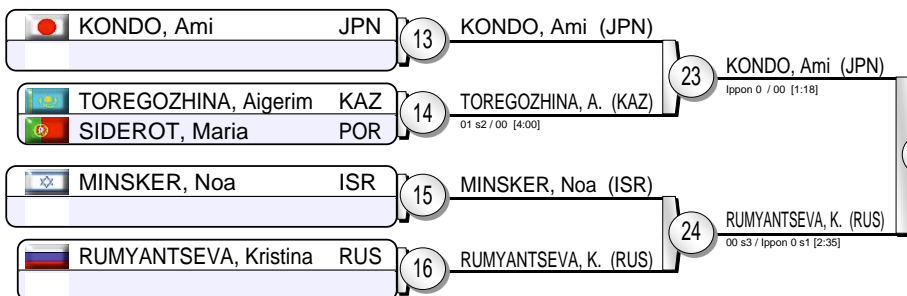 KONDO, Ami JPN
13
KONDO, Ami (JPN)
23
KONDO, Ami (JPN)
Ippon 0 / 00 [1:18]
TOREGOZHINA, Aigerim KAZ
SIDEROT, Maria POR
14
TOREGOZHINA, A. (KAZ)
01 s2 / 00 [4:00]
MINSKER, Noa ISR
15
MINSKER, Noa (ISR)
24
RUMYANTSEVA, K. (RUS)
00 s3 / Ippon 0 s1 [2:35]
RUMYANTSEVA, Kristina RUS
16
RUMYANTSEVA, K. (RUS)